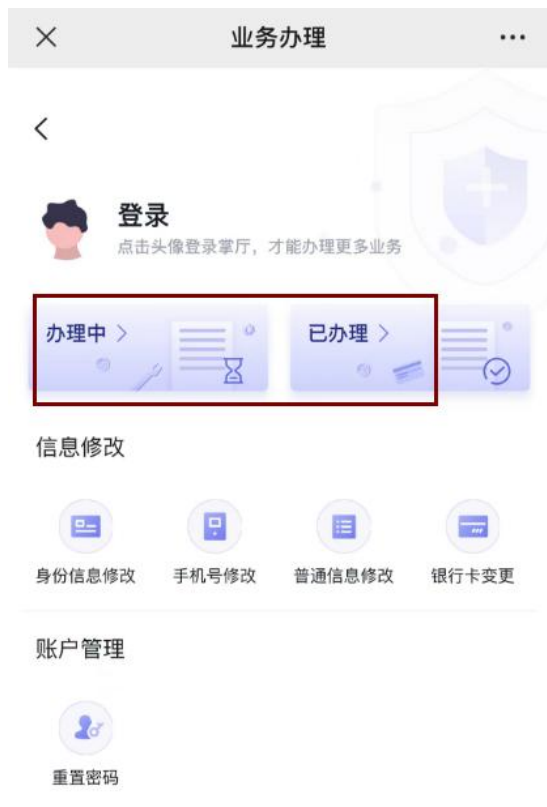 业务办理
登录
点击头像登录掌厅，才能办理更多业务
办理中
已办理
信息修改
身份信息修改
手机号修改
普通信息修改
银行卡变更
账户管理
重置密码